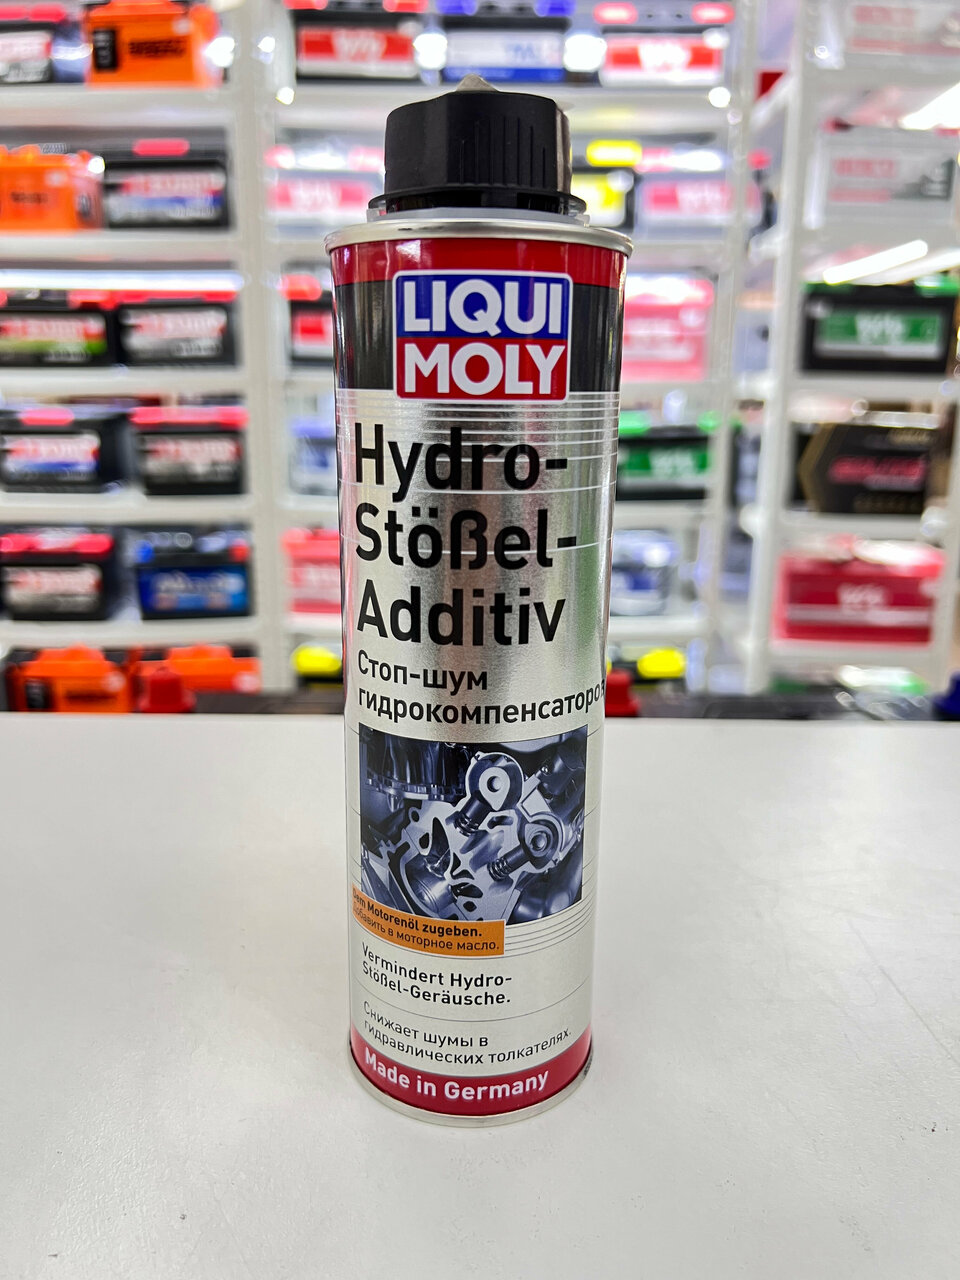 LIQUI
MOLY
Hydro-
Stößel-
Additiv
Стоп-шум
гидрокомпенсаторов
Dem Motorenöl zugeben.
Добавить в моторное масло.
Vermindert Hydro-
Stößel-Geräusche.
Снижает шумы в
гидравлических толкателях.
Made in Germany